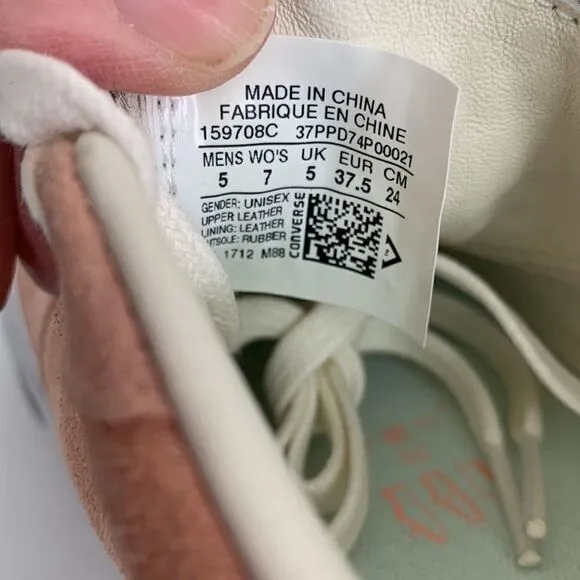 MADE IN CHINA
FABRIQUE EN CHINE
159708C 37PPD74P00021
MENS WO'S UK EUR CM
5 7 5 37.5 24
GENDER: UNISEX
UPPER: LEATHER
LINING: LEATHER
OUTSOLE: RUBBER
1712 M88
CONVERSE